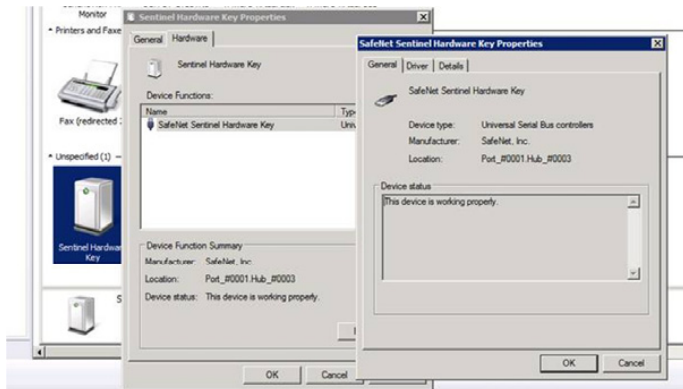 Monitor
Printers and Faxe
Fax (redirected
Unspecified (1)
Sentinel Hardwar
Key
S
Sentinel Hardware Key Properties
General Hardware
Sentinel Hardware Key
Device Functions:
Name Typ
SafeNet Sentinel Hardware Key Univ
Device Function Summary
Manufacturer: SafeNet, Inc.
Location: Port_#0001.Hub_#0003
Device status: This device is working properly.
OK Cancel
SafeNet Sentinel Hardware Key Properties
General Driver Details
SafeNet Sentinel Hardware Key
Device type: Universal Serial Bus controllers
Manufacturer: SafeNet, Inc.
Location: Port_#0001.Hub_#0003
Device status
This device is working properly.
OK Cancel